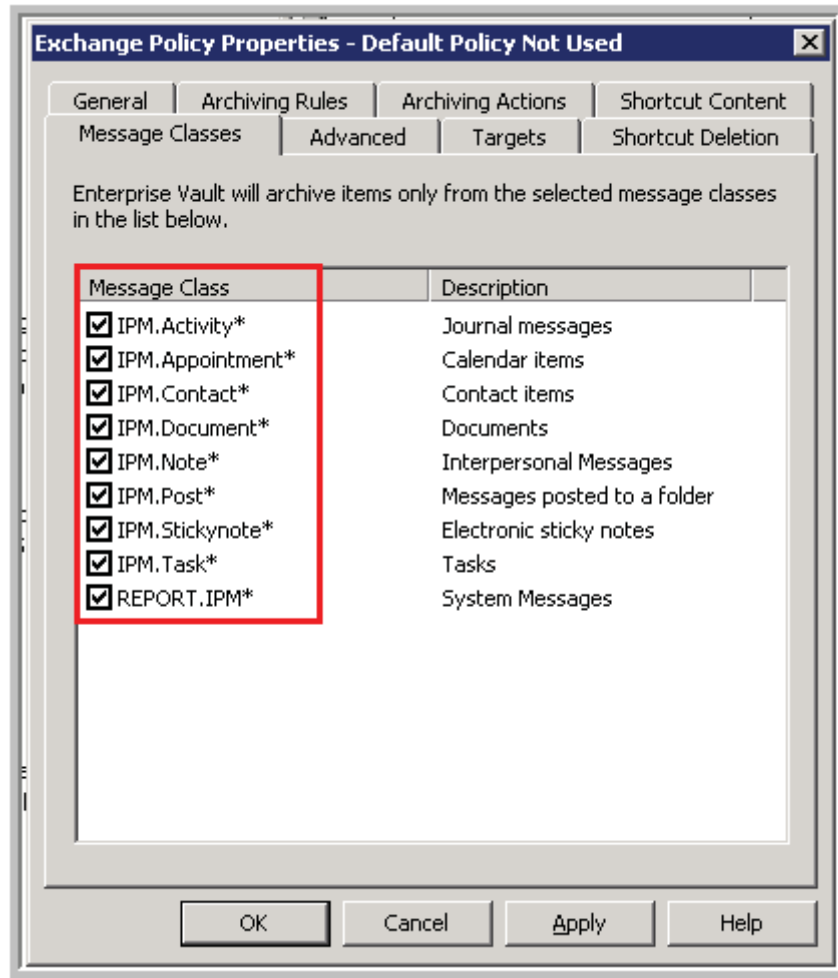 Exchange Policy Properties - Default Policy Not Used
General Archiving Rules Archiving Actions Shortcut Content
Message Classes Advanced Targets Shortcut Deletion
Enterprise Vault will archive items only from the selected message classes
in the list below.
Message Class Description
IPM.Activity* Journal messages
IPM.Appointment* Calendar items
IPM.Contact* Contact items
IPM.Document* Documents
IPM.Note* Interpersonal Messages
IPM.Post* Messages posted to a folder
IPM.Stickynote* Electronic sticky notes
IPM.Task* Tasks
REPORT.IPM* System Messages
OK Cancel Apply Help